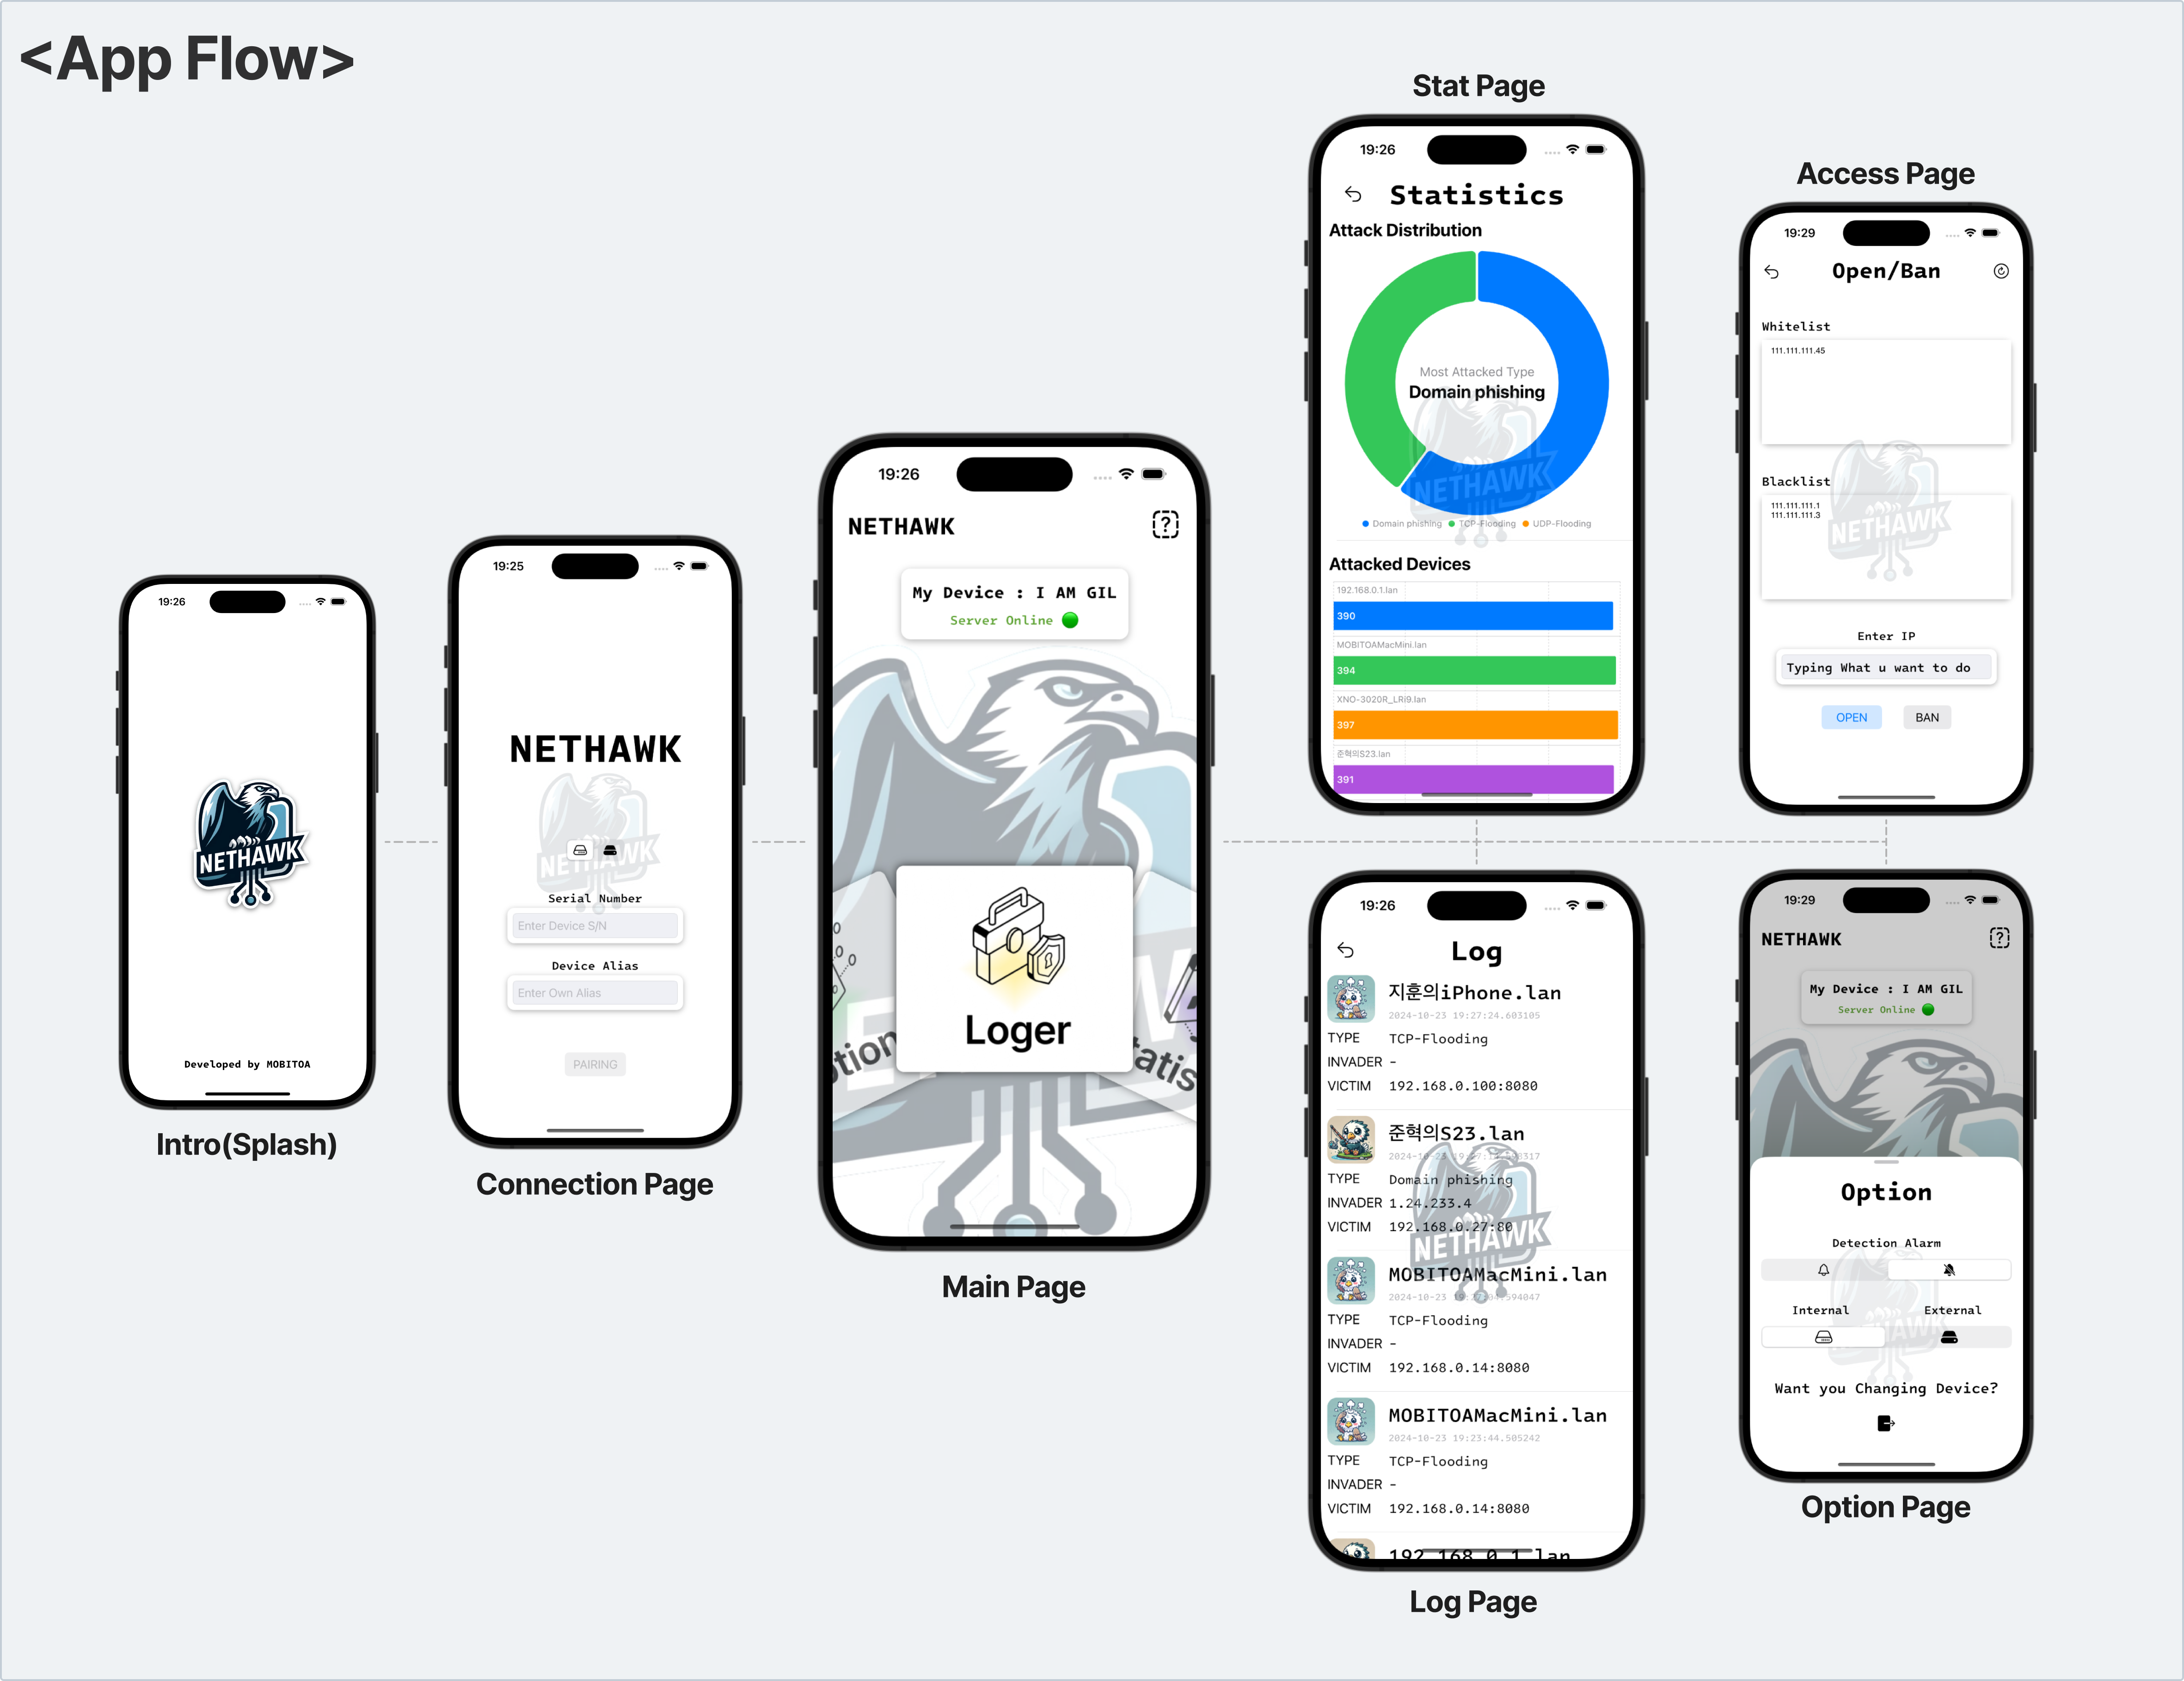 <App Flow>
19:26
NETHAWK
Developed by MOBITOA
Intro(Splash)
19:25
NETHAWK
NETHAWK
Serial Number
Enter Device S/N
Device Alias
Enter Own Alias
PAIRING
Connection Page
19:26
NETHAWK
?
My Device : I AM GIL
Server Online
Loger
tion
tatis
Main Page
Stat Page
19:26
Statistics
Attack Distribution
Most Attacked Type
Domain phishing
NETHAWK
Domain phishing
TCP-Flooding
UDP-Flooding
Attacked Devices
192.168.0.1.lan
390
MOBITOAMacMini.lan
394
XNO-3020R_LRi9.lan
397
준혁의S23.lan
391
Access Page
19:29
Open/Ban
Whitelist
111.111.111.45
Blacklist
111.111.111.1
111.111.111.3
NETHAWK
Enter IP
Typing What u want to do
OPEN
BAN
19:26
Log
지훈의iPhone.lan
2024-10-23 19:27:24.603105
TYPE TCP-Flooding
INVADER -
VICTIM 192.168.0.100:8080
준혁의S23.lan
2024-10-23
TYPE Domain phishing
INVADER 1.24.233.4
VICTIM 192.168.0.27:80
NETHAWK
MOBITOAMacMini.lan
2024-10-23
TYPE TCP-Flooding
INVADER -
VICTIM 192.168.0.14:8080
MOBITOAMacMini.lan
2024-10-23 19:23:44.505242
TYPE TCP-Flooding
INVADER -
VICTIM 192.168.0.14:8080
192.168.0.1.lan
Log Page
19:29
NETHAWK
?
My Device : I AM GIL
Server Online
Option
Detection Alarm
Internal
External
NETHAWK
Want you Changing Device?
Option Page